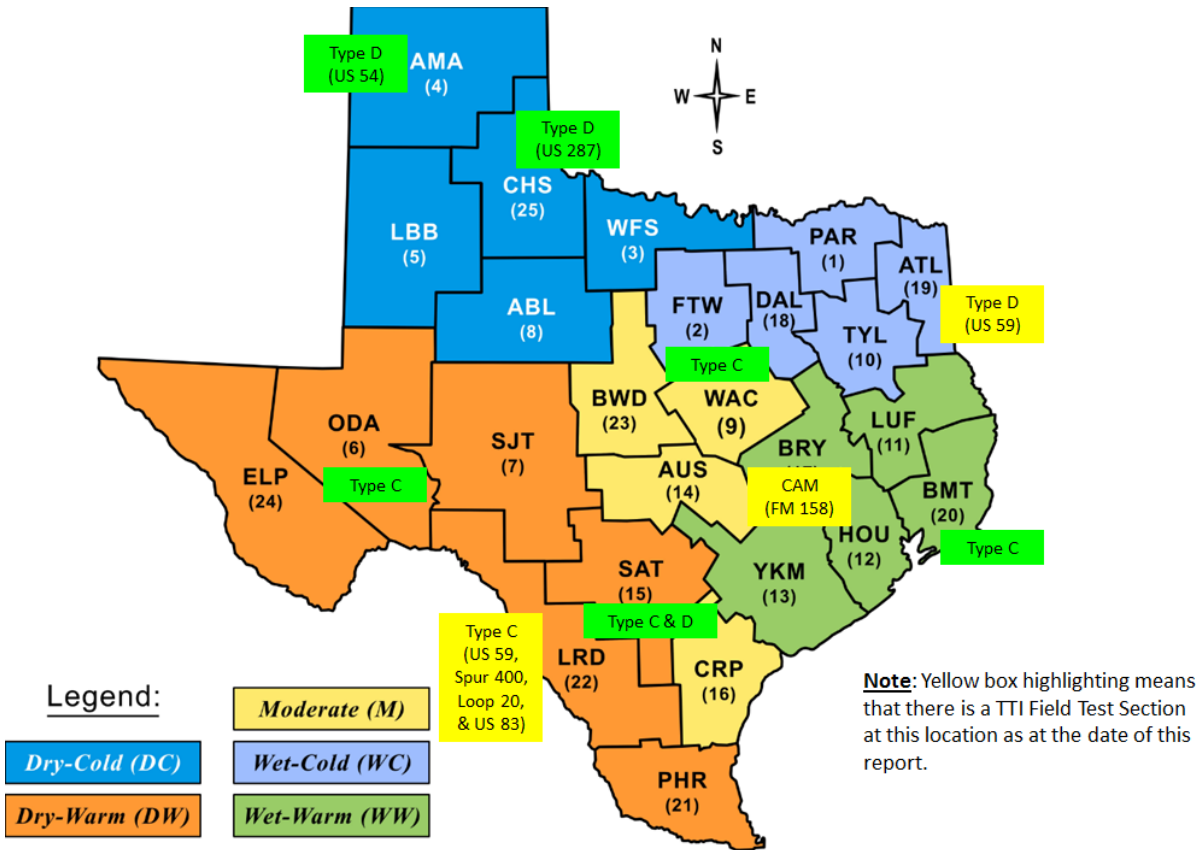 N
W E
S
Type D
(US 54)
AMA
(4)
Type D
(US 287)
CHS
(25)
LBB
(5)
WFS
(3)
PAR
(1)
ATL
(19)
ABL
(8)
FTW
(2)
DAL
(18)
TYL
(10)
Type D
(US 59)
Type C
BWD
(23)
WAC
(9)
LUF
(11)
ODA
(6)
SJT
(7)
BRY
ELP
(24)
Type C
AUS
(14)
CAM
(FM 158)
BMT
(20)
HOU
(12)
Type C
SAT
(15)
YKM
(13)
Type C & D
Type C
(US 59,
Spur 400,
Loop 20,
& US 83)
LRD
(22)
CRP
(16)
PHR
(21)
Legend:
Moderate (M)
Dry-Cold (DC)
Wet-Cold (WC)
Dry-Warm (DW)
Wet-Warm (WW)
Note: Yellow box highlighting means
that there is a TTI Field Test Section
at this location as at the date of this
report.